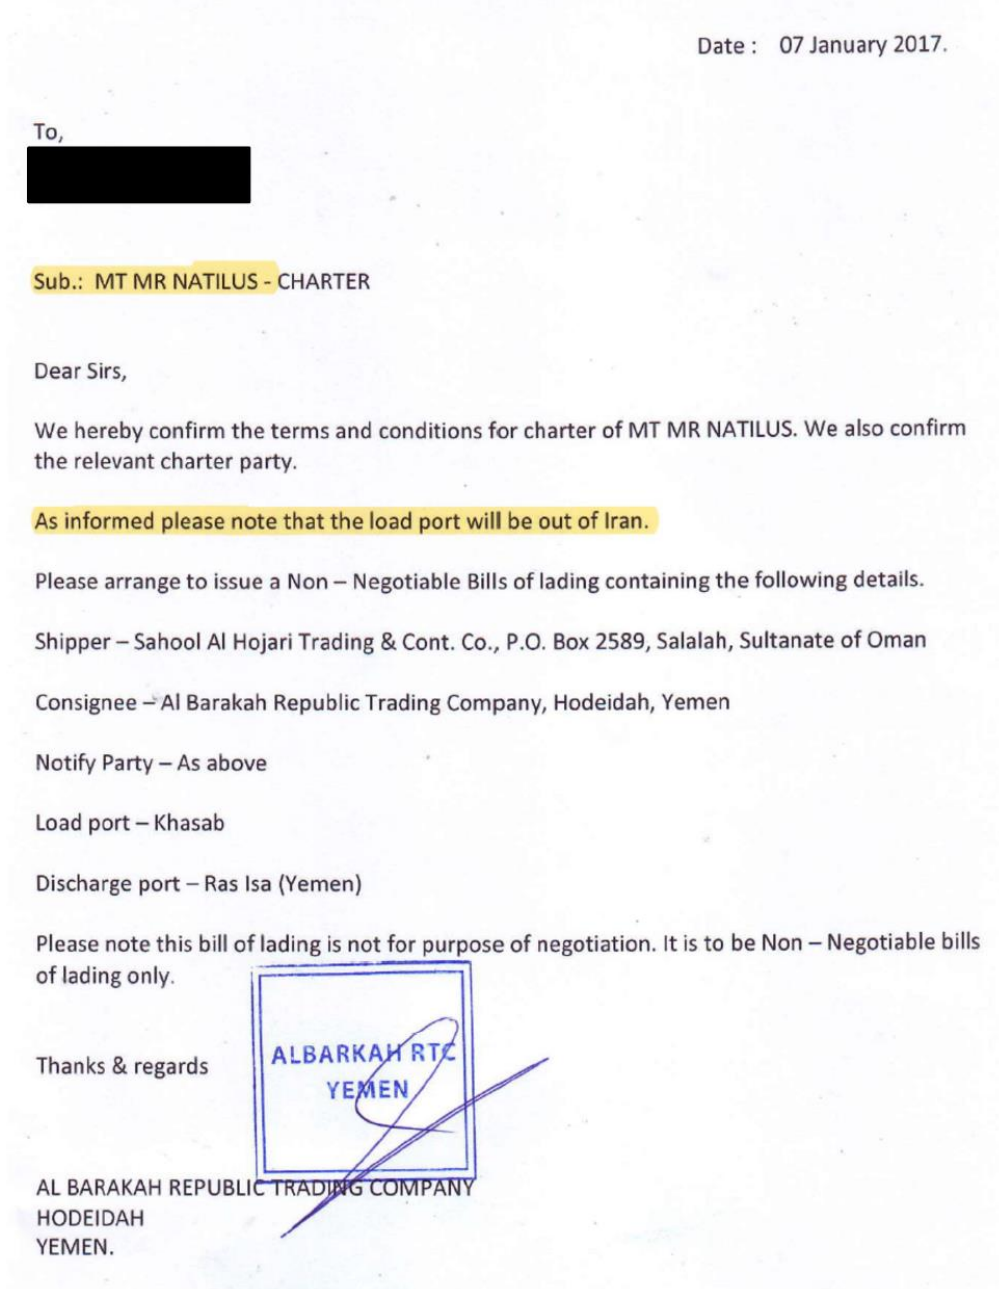 Date : 07 January 2017.
To,
Sub.: MT MR NATILUS - CHARTER
Dear Sirs,
We hereby confirm the terms and conditions for charter of MT MR NATILUS. We also confirm
the relevant charter party.
As informed please note that the load port will be out of Iran.
Please arrange to issue a Non – Negotiable Bills of lading containing the following details.
Shipper – Sahool Al Hojari Trading & Cont. Co., P.O. Box 2589, Salalah, Sultanate of Oman
Consignee – Al Barakah Republic Trading Company, Hodeidah, Yemen
Notify Party – As above
Load port – Khasab
Discharge port – Ras Isa (Yemen)
Please note this bill of lading is not for purpose of negotiation. It is to be Non – Negotiable bills
of lading only.
Thanks & regards
ALBARKAH RTC
YEMEN
AL BARAKAH REPUBLIC TRADING COMPANY
HODEIDAH
YEMEN.